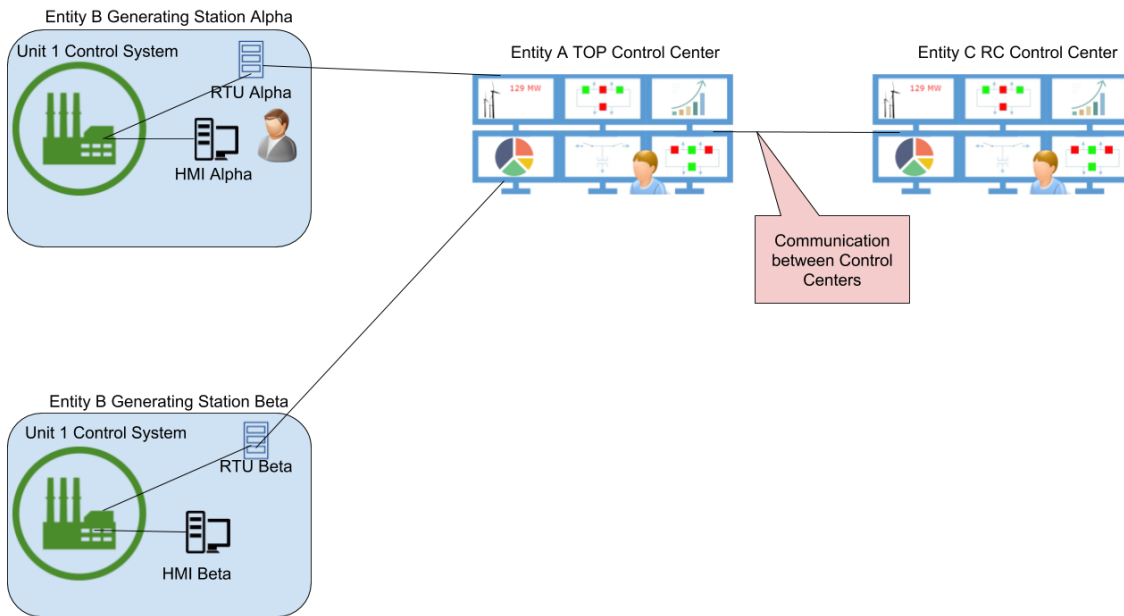 Entity B Generating Station Alpha
Unit 1 Control System
RTU Alpha
HMI Alpha
Entity A TOP Control Center
129 MW
Entity C RC Control Center
129 MW
Communication
between Control
Centers
Entity B Generating Station Beta
Unit 1 Control System
RTU Beta
HMI Beta